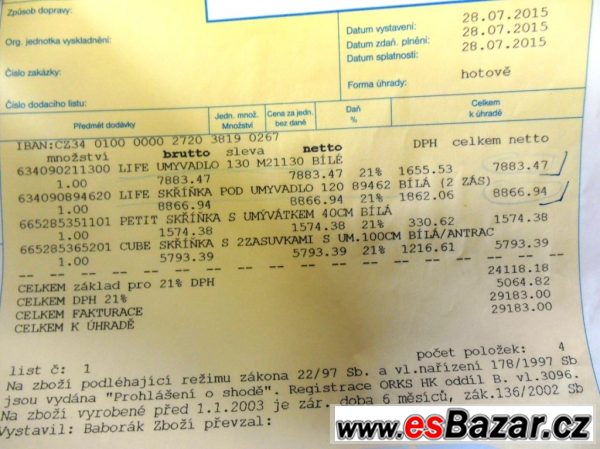 Způsob dopravy:
28.07.2015
Datum vystavení:
28.07.2015
Org. jednotka vyskladnění:
Datum zdaň. plnění:
28.07.2015
Datum splatnosti:
Číslo zakázky:
Forma úhrady:
hotově
Číslo dodacího listu:
Předmět dodávky
Jedn. množ. Množství
Cena za jedn. bez daně
Daň %
Celkem k úhradě
IBAN:CZ34 0100 0000 2720 3819 0267
množství brutto sleva netto DPH celkem netto
634090211300 LIFE UMYVADLO 130 M21130 BÍLÉ
1.00 7883.47 7883.47 21% 1655.53 7883.47
634090894620 LIFE SKŘÍŇKA POD UMYVADLO 120 89462 BÍLÁ (2 ZÁS)
1.00 8866.94 8866.94 21% 1862.06 8866.94
665285351101 PETIT SKŘÍŇKA S UMÝVÁTKEM 40CM BÍLÁ
1.00 1574.38 1574.38 21% 330.62 1574.38
665285365201 CUBE SKŘÍŇKA S 2ZASUVKAMI S UM.100CM BÍLÁ/ANTRAC
1.00 5793.39 5793.39 21% 1216.61 5793.39
CELKEM základ pro 21% DPH 24118.18
CELKEM DPH 21% 5064.82
CELKEM FAKTURACE 29183.00
CELKEM K ÚHRADĚ 29183.00
list č: 1 počet položek: 4
Na zboží podléhající režimu zákona 22/97 Sb. a vl.nařízení 178/1997 Sb
jsou vydána "Prohlášení o shodě". Registrace ORKS HK oddíl B. vl.3096.
Na zboží vyrobené před 1.1.2003 je zár. doba 6 měsíců, zák.136/2002 Sb
Vystavil: Baborák Zboží převzal:
www.esBazar.cz